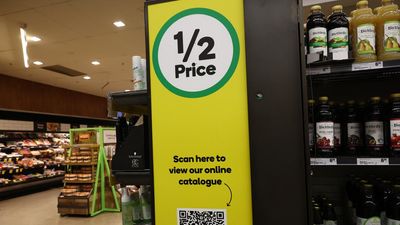 1/2
Price
Scan here to
view our online
catalogue